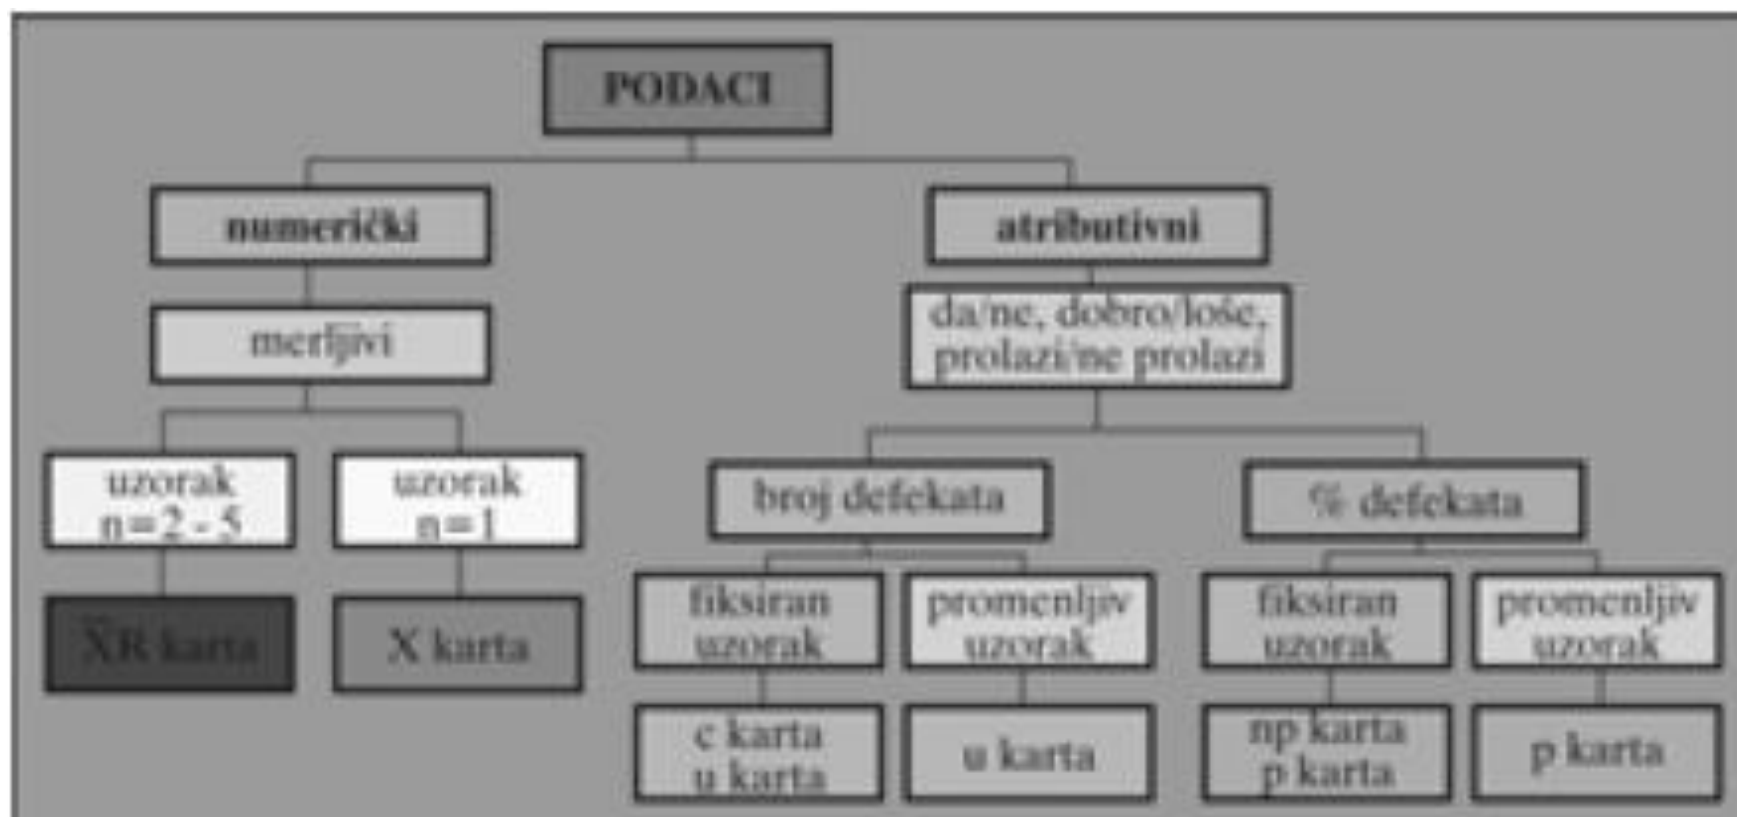 PODACI
numerički
atributivni
merljivi
da/ne, dobro/loše,
prolazi/ne prolazi
uzorak
n=2 - 5
uzorak
n=1
broj defekata
% defekata
X̄R karta
X karta
fiksiran
uzorak
promenljiv
uzorak
fiksiran
uzorak
promenljiv
uzorak
c karta
u karta
u karta
np karta
p karta
p karta